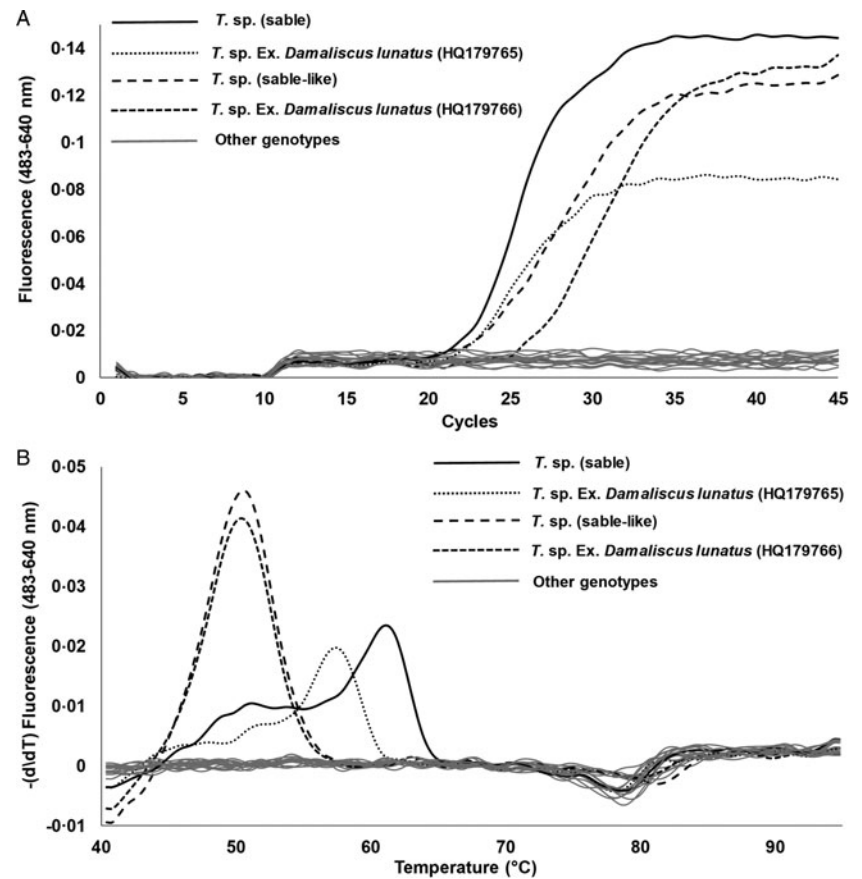 A
T. sp. (sable)
T. sp. Ex. Damaliscus lunatus (HQ179765)
T. sp. (sable-like)
T. sp. Ex. Damaliscus lunatus (HQ179766)
Other genotypes
Fluorescence (483-640 nm)
0·14
0·12
0·1
0·08
0·06
0·04
0·02
0
0 5 10 15 20 25 30 35 40 45
Cycles
B
T. sp. (sable)
T. sp. Ex. Damaliscus lunatus (HQ179765)
T. sp. (sable-like)
T. sp. Ex. Damaliscus lunatus (HQ179766)
Other genotypes
-(d\dT) Fluorescence (483-640 nm)
0·05
0·04
0·03
0·02
0·01
0
-0·01
40 50 60 70 80 90
Temperature (°C)